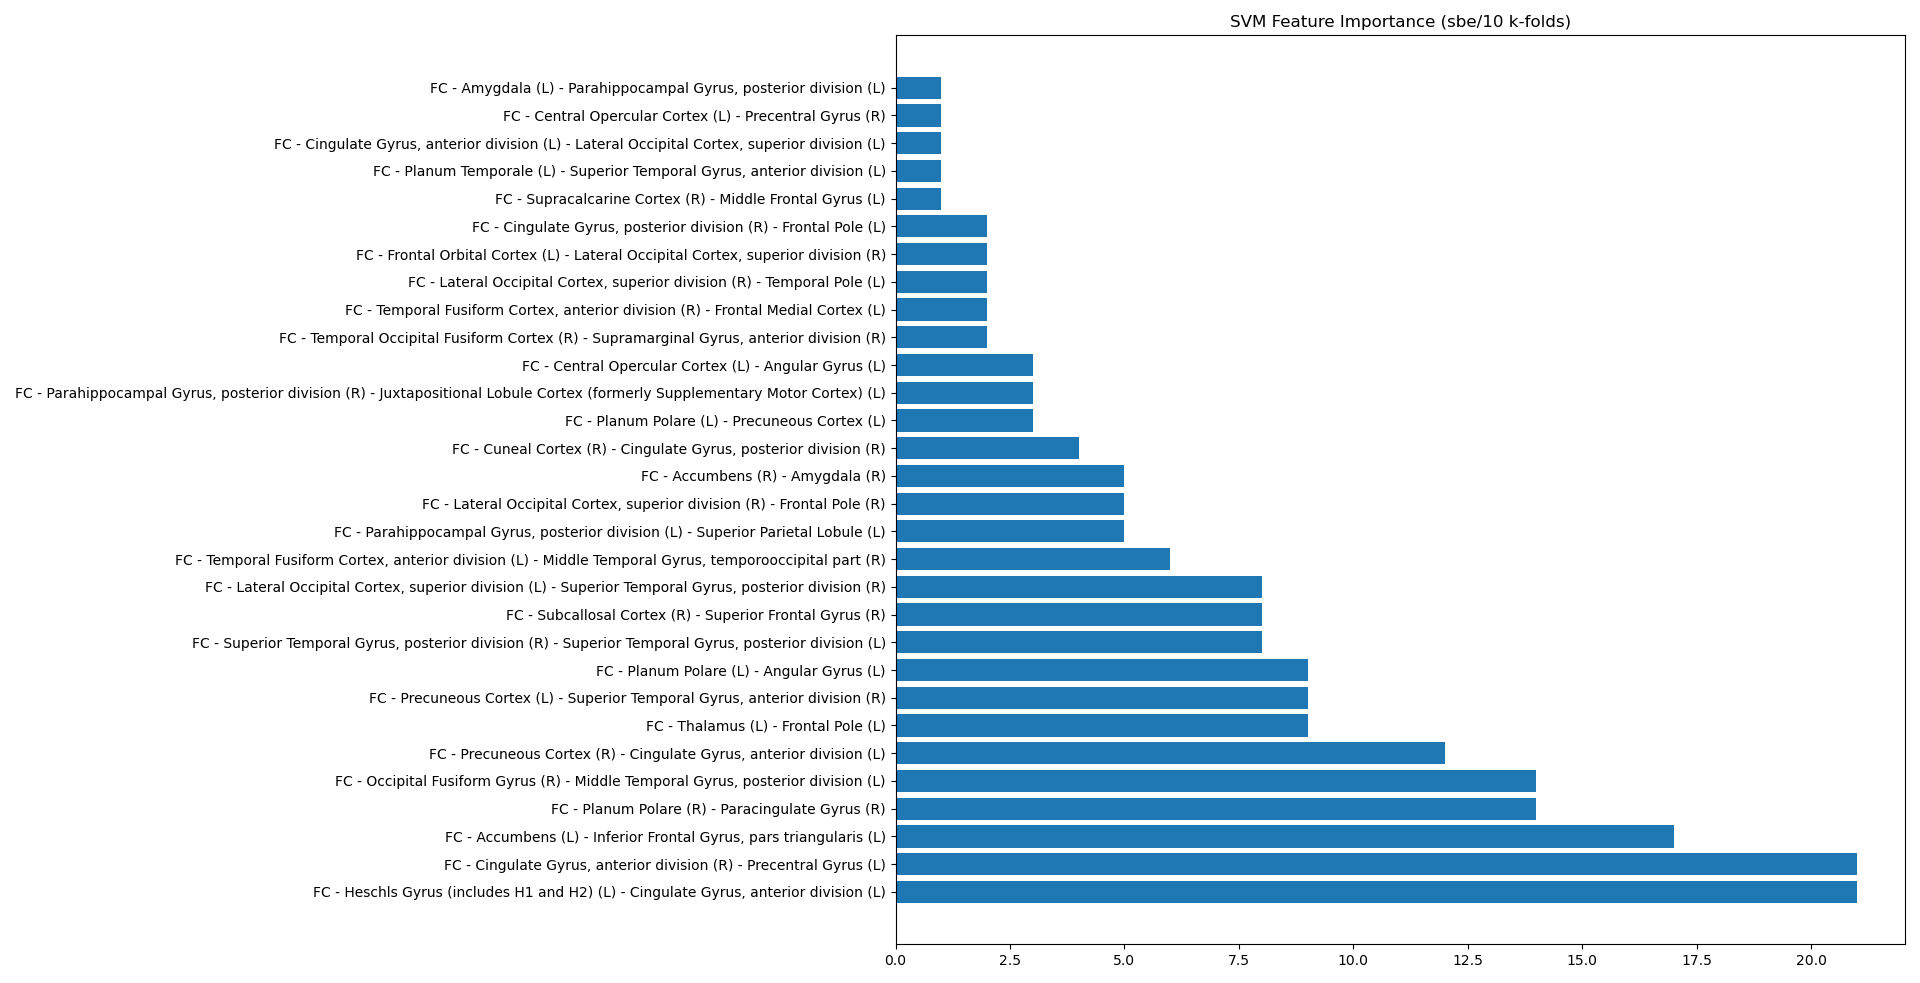 SVM Feature Importance (sbe/10 k-folds)
FC - Amygdala (L) - Parahippocampal Gyrus, posterior division (L)
FC - Central Opercular Cortex (L) - Precentral Gyrus (R)
FC - Cingulate Gyrus, anterior division (L) - Lateral Occipital Cortex, superior division (L)
FC - Planum Temporale (L) - Superior Temporal Gyrus, anterior division (L)
FC - Supracalcarine Cortex (R) - Middle Frontal Gyrus (L)
FC - Cingulate Gyrus, posterior division (R) - Frontal Pole (L)
FC - Frontal Orbital Cortex (L) - Lateral Occipital Cortex, superior division (R)
FC - Lateral Occipital Cortex, superior division (R) - Temporal Pole (L)
FC - Temporal Fusiform Cortex, anterior division (R) - Frontal Medial Cortex (L)
FC - Temporal Occipital Fusiform Cortex (R) - Supramarginal Gyrus, anterior division (R)
FC - Central Opercular Cortex (L) - Angular Gyrus (L)
FC - Parahippocampal Gyrus, posterior division (R) - Juxtapositional Lobule Cortex (formerly Supplementary Motor Cortex) (L)
FC - Planum Polare (L) - Precuneous Cortex (L)
FC - Cuneal Cortex (R) - Cingulate Gyrus, posterior division (R)
FC - Accumbens (R) - Amygdala (R)
FC - Lateral Occipital Cortex, superior division (R) - Frontal Pole (R)
FC - Parahippocampal Gyrus, posterior division (L) - Superior Parietal Lobule (L)
FC - Temporal Fusiform Cortex, anterior division (L) - Middle Temporal Gyrus, temporooccipital part (R)
FC - Lateral Occipital Cortex, superior division (L) - Superior Temporal Gyrus, posterior division (R)
FC - Subcallosal Cortex (R) - Superior Frontal Gyrus (R)
FC - Superior Temporal Gyrus, posterior division (R) - Superior Temporal Gyrus, posterior division (L)
FC - Planum Polare (L) - Angular Gyrus (L)
FC - Precuneous Cortex (L) - Superior Temporal Gyrus, anterior division (R)
FC - Thalamus (L) - Frontal Pole (L)
FC - Precuneous Cortex (R) - Cingulate Gyrus, anterior division (L)
FC - Occipital Fusiform Gyrus (R) - Middle Temporal Gyrus, posterior division (L)
FC - Planum Polare (R) - Paracingulate Gyrus (R)
FC - Accumbens (L) - Inferior Frontal Gyrus, pars triangularis (L)
FC - Cingulate Gyrus, anterior division (R) - Precentral Gyrus (L)
FC - Heschls Gyrus (includes H1 and H2) (L) - Cingulate Gyrus, anterior division (L)
0.0 2.5 5.0 7.5 10.0 12.5 15.0 17.5 20.0